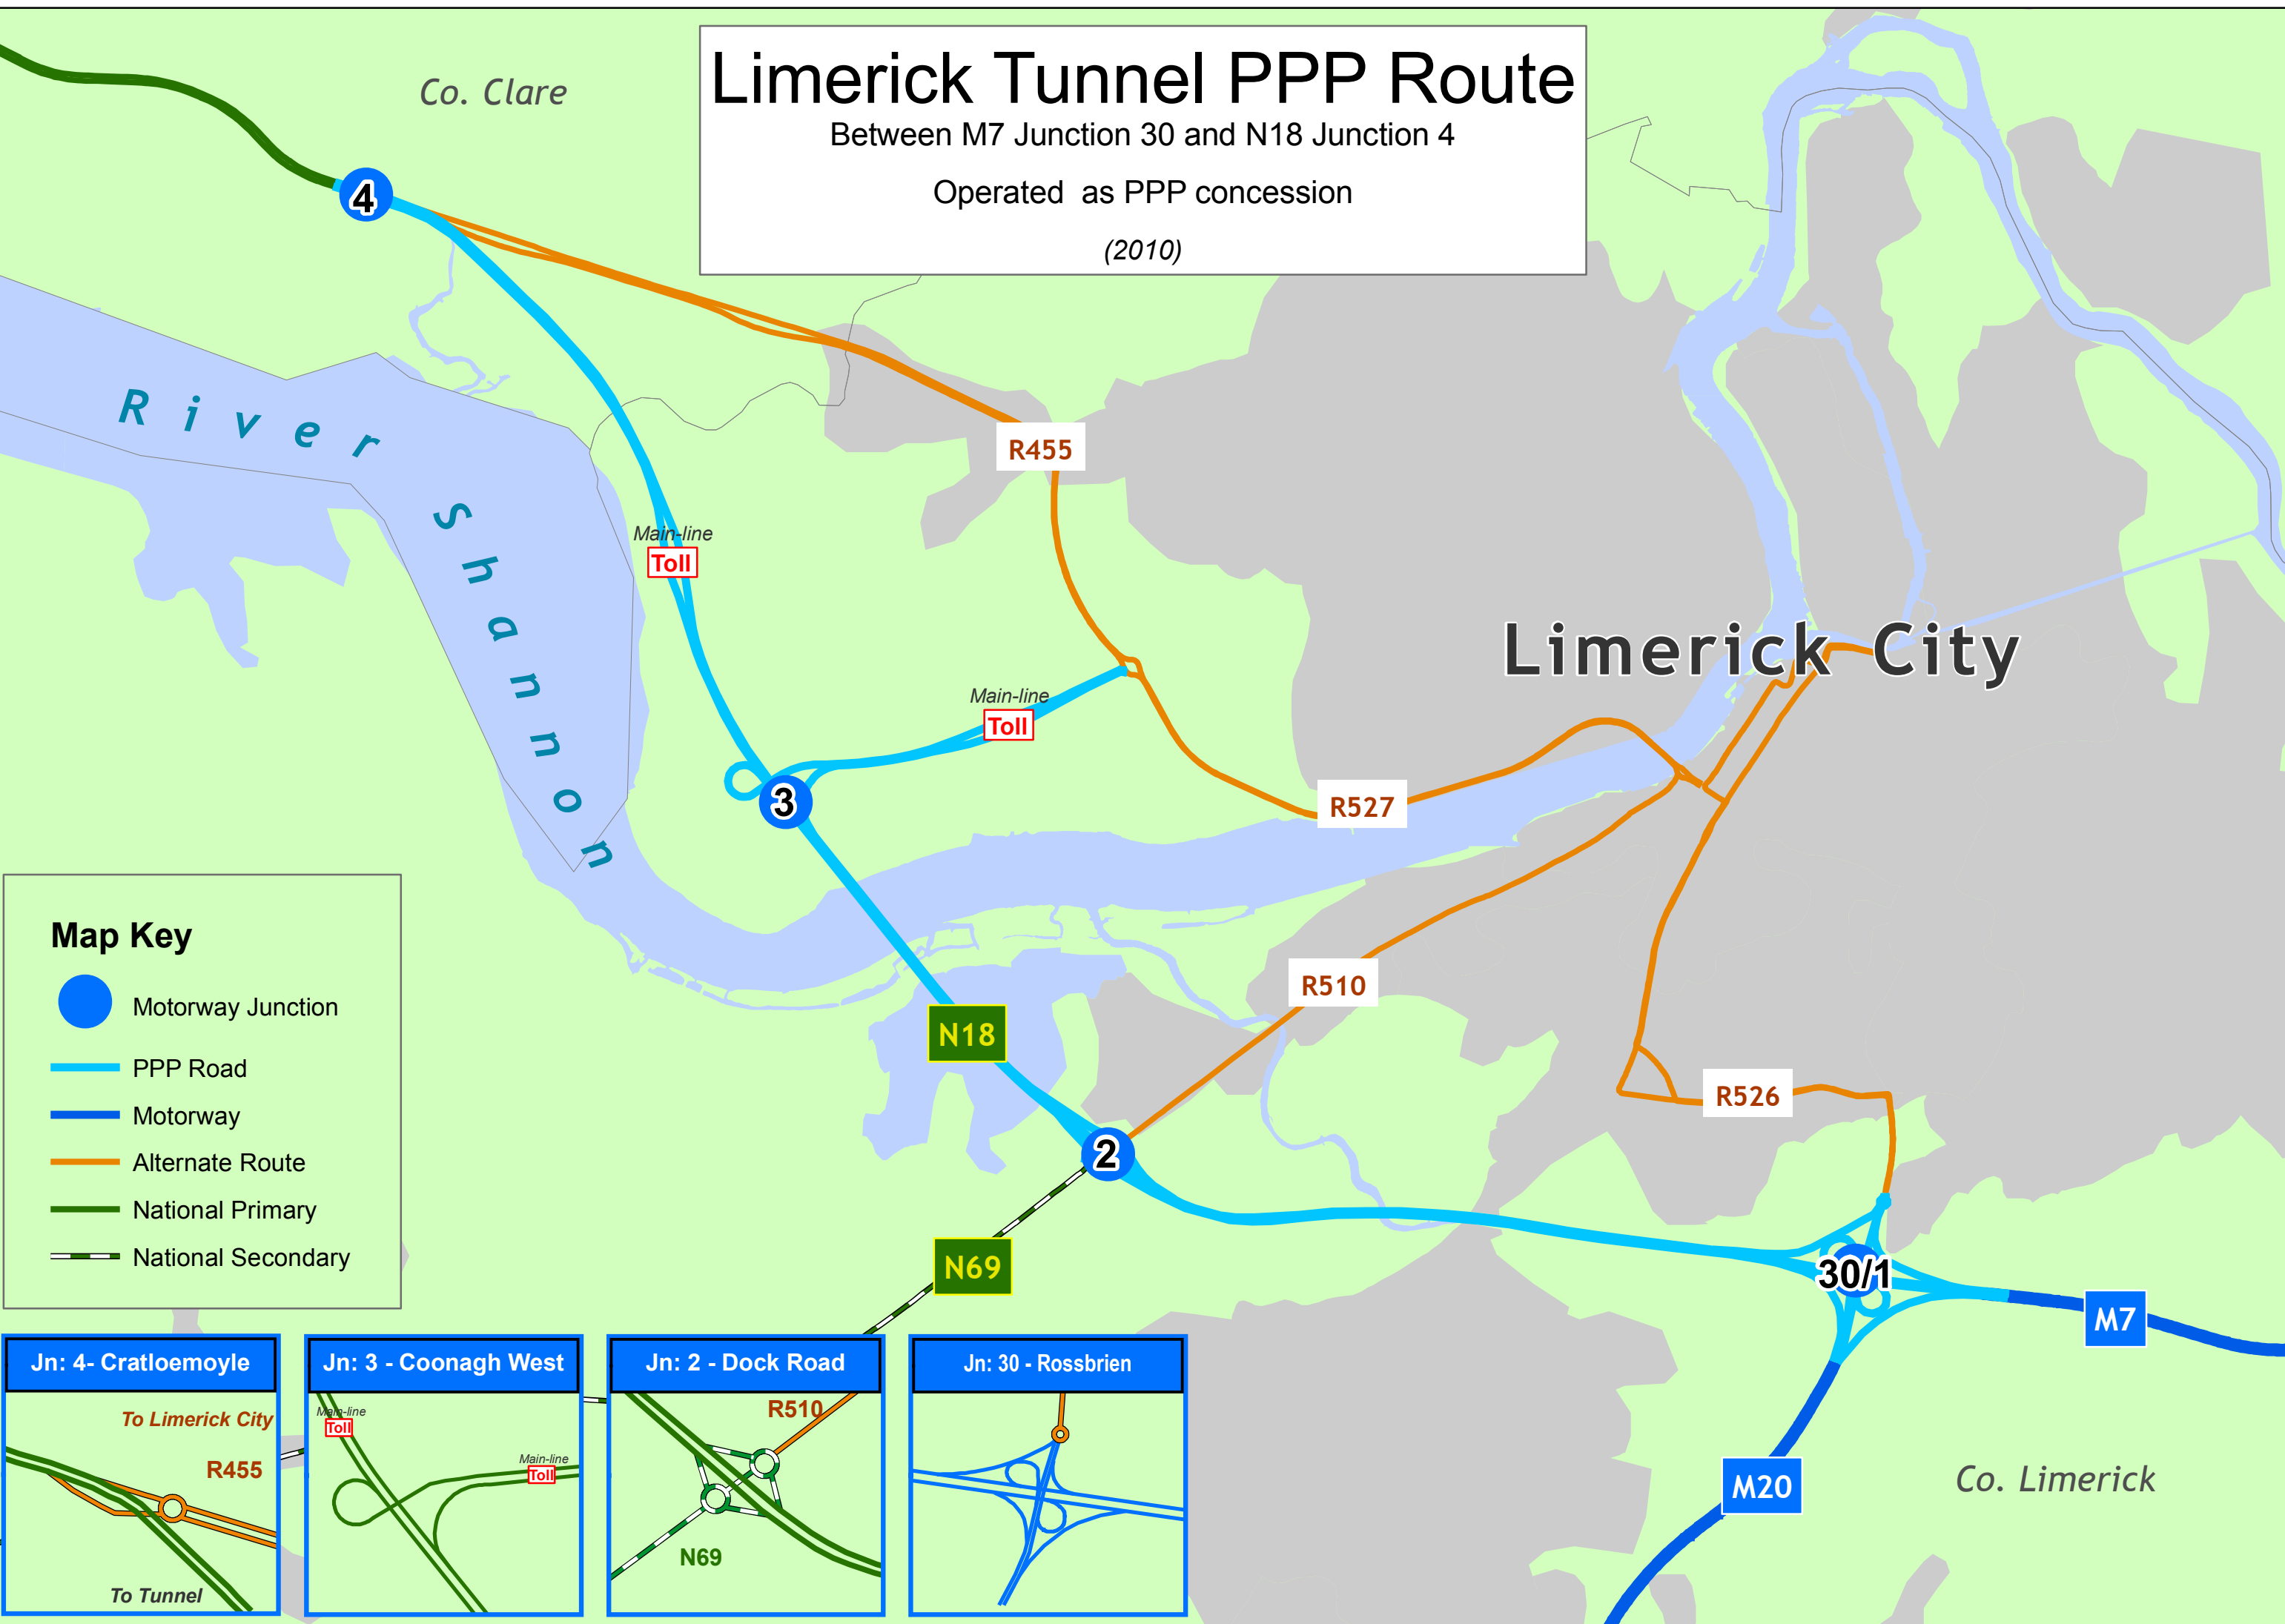 Limerick Tunnel PPP Route
Between M7 Junction 30 and N18 Junction 4
Operated as PPP concession
(2010)
Co. Clare
4
River Shannon
R455
Main-line
Toll
Main-line
Toll
Limerick City
3
R527
R510
N18
R526
2
N69
30/1
M7
M20
Co. Limerick
Map Key
Motorway Junction
PPP Road
Motorway
Alternate Route
National Primary
National Secondary
Jn: 4- Cratloemoyle
To Limerick City
R455
To Tunnel
Jn: 3 - Coonagh West
Main-line
Toll
Main-line
Toll
Jn: 2 - Dock Road
R510
N69
Jn: 30 - Rossbrien